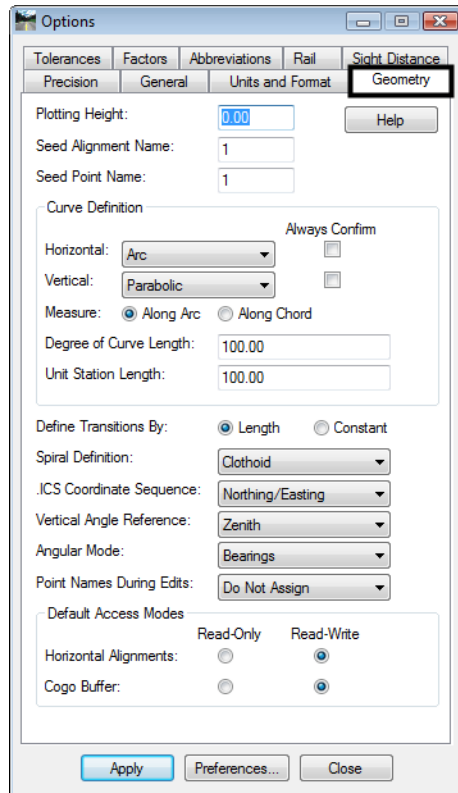 Options
Tolerances Factors Abbreviations Rail Sight Distance
Precision General Units and Format Geometry
Plotting Height: 0.00 Help
Seed Alignment Name: 1
Seed Point Name: 1
Curve Definition
Always Confirm
Horizontal: Arc
Vertical: Parabolic
Measure: Along Arc Along Chord
Degree of Curve Length: 100.00
Unit Station Length: 100.00
Define Transitions By: Length Constant
Spiral Definition: Clothoid
.ICS Coordinate Sequence: Northing/Easting
Vertical Angle Reference: Zenith
Angular Mode: Bearings
Point Names During Edits: Do Not Assign
Default Access Modes
Read-Only Read-Write
Horizontal Alignments:
Cogo Buffer:
Apply Preferences... Close